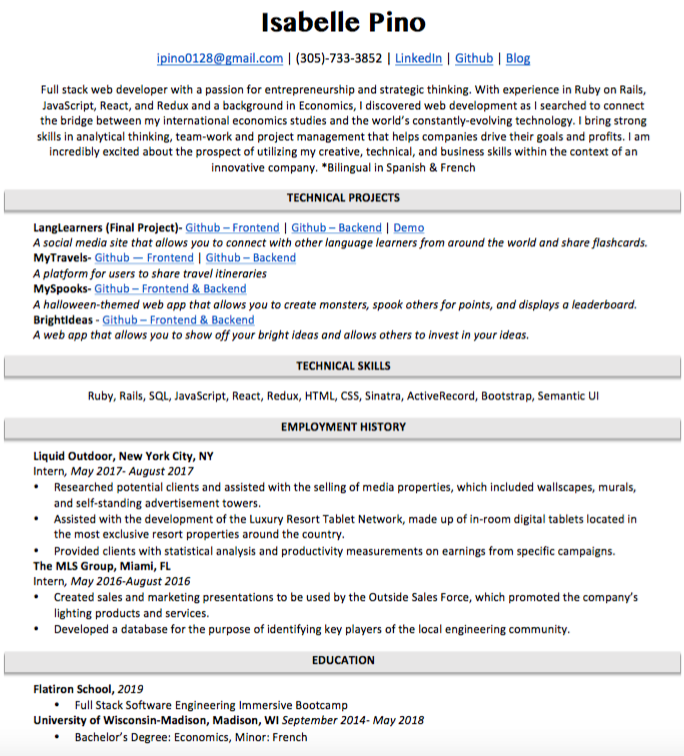 Isabelle Pino
ipino0128@gmail.com | (305)-733-3852 | LinkedIn | Github | Blog
Full stack web developer with a passion for entrepreneurship and strategic thinking. With experience in Ruby on Rails,
JavaScript, React, and Redux and a background in Economics, I discovered web development as I searched to connect
the bridge between my international economics studies and the world's constantly-evolving technology. I bring strong
skills in analytical thinking, team-work and project management that helps companies drive their goals and profits. I am
incredibly excited about the prospect of utilizing my creative, technical, and business skills within the context of an
innovative company. *Bilingual in Spanish & French
TECHNICAL PROJECTS
LangLearners (Final Project)- Github – Frontend | Github – Backend | Demo
A social media site that allows you to connect with other language learners from around the world and share flashcards.
MyTravels- Github — Frontend | Github – Backend
A platform for users to share travel itineraries
MySpooks- Github – Frontend & Backend
A halloween-themed web app that allows you to create monsters, spook others for points, and displays a leaderboard.
BrightIdeas - Github – Frontend & Backend
A web app that allows you to show off your bright ideas and allows others to invest in your ideas.
TECHNICAL SKILLS
Ruby, Rails, SQL, JavaScript, React, Redux, HTML, CSS, Sinatra, ActiveRecord, Bootstrap, Semantic UI
EMPLOYMENT HISTORY
Liquid Outdoor, New York City, NY
Intern, May 2017- August 2017
• Researched potential clients and assisted with the selling of media properties, which included wallscapes, murals,
and self-standing advertisement towers.
• Assisted with the development of the Luxury Resort Tablet Network, made up of in-room digital tablets located in
the most exclusive resort properties around the country.
• Provided clients with statistical analysis and productivity measurements on earnings from specific campaigns.
The MLS Group, Miami, FL
Intern, May 2016-August 2016
• Created sales and marketing presentations to be used by the Outside Sales Force, which promoted the company's
lighting products and services.
• Developed a database for the purpose of identifying key players of the local engineering community.
EDUCATION
Flatiron School, 2019
• Full Stack Software Engineering Immersive Bootcamp
University of Wisconsin-Madison, Madison, WI September 2014- May 2018
• Bachelor's Degree: Economics, Minor: French